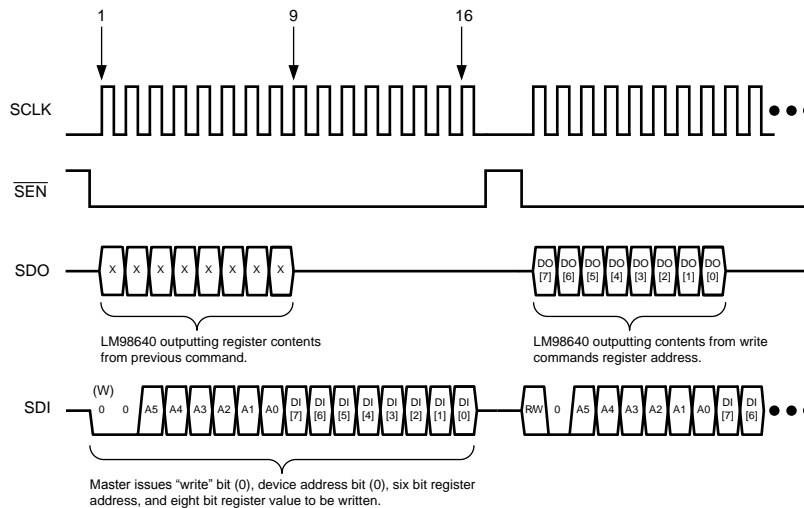 1 9 16
SCLK
SEN
SDO X X X X X X X X DO [7] DO [6] DO [5] DO [4] DO [3] DO [2] DO [1] DO [0]
LM98640 outputting register contents
from previous command.
LM98640 outputting contents from write
commands register address.
(W)
SDI 0 0 A5 A4 A3 A2 A1 A0 DI [7] DI [6] DI [5] DI [4] DI [3] DI [2] DI [1] DI [0] RW 0 A5 A4 A3 A2 A1 A0 DI [7] DI [6]
Master issues “write” bit (0), device address bit (0), six bit register
address, and eight bit register value to be written.